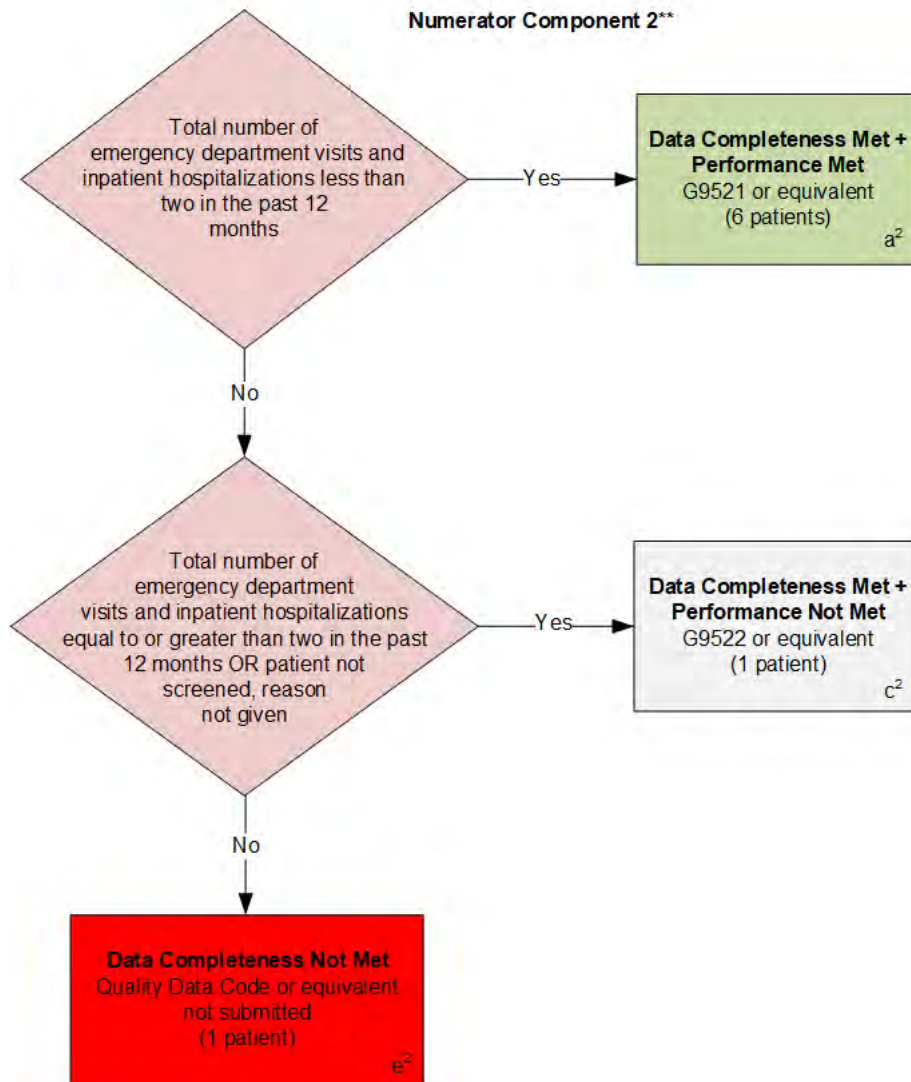 Numerator Component 2**
Total number of
emergency department visits and
inpatient hospitalizations less than
two in the past 12
months
Yes
Data Completeness Met +
Performance Met
G9521 or equivalent
(6 patients)
a²
No
Total number of
emergency department
visits and inpatient hospitalizations
equal to or greater than two in the past
12 months OR patient not
screened, reason
not given
Yes
Data Completeness Met +
Performance Not Met
G9522 or equivalent
(1 patient)
c²
No
Data Completeness Not Met
Quality Data Code or equivalent
not submitted
(1 patient)
e²